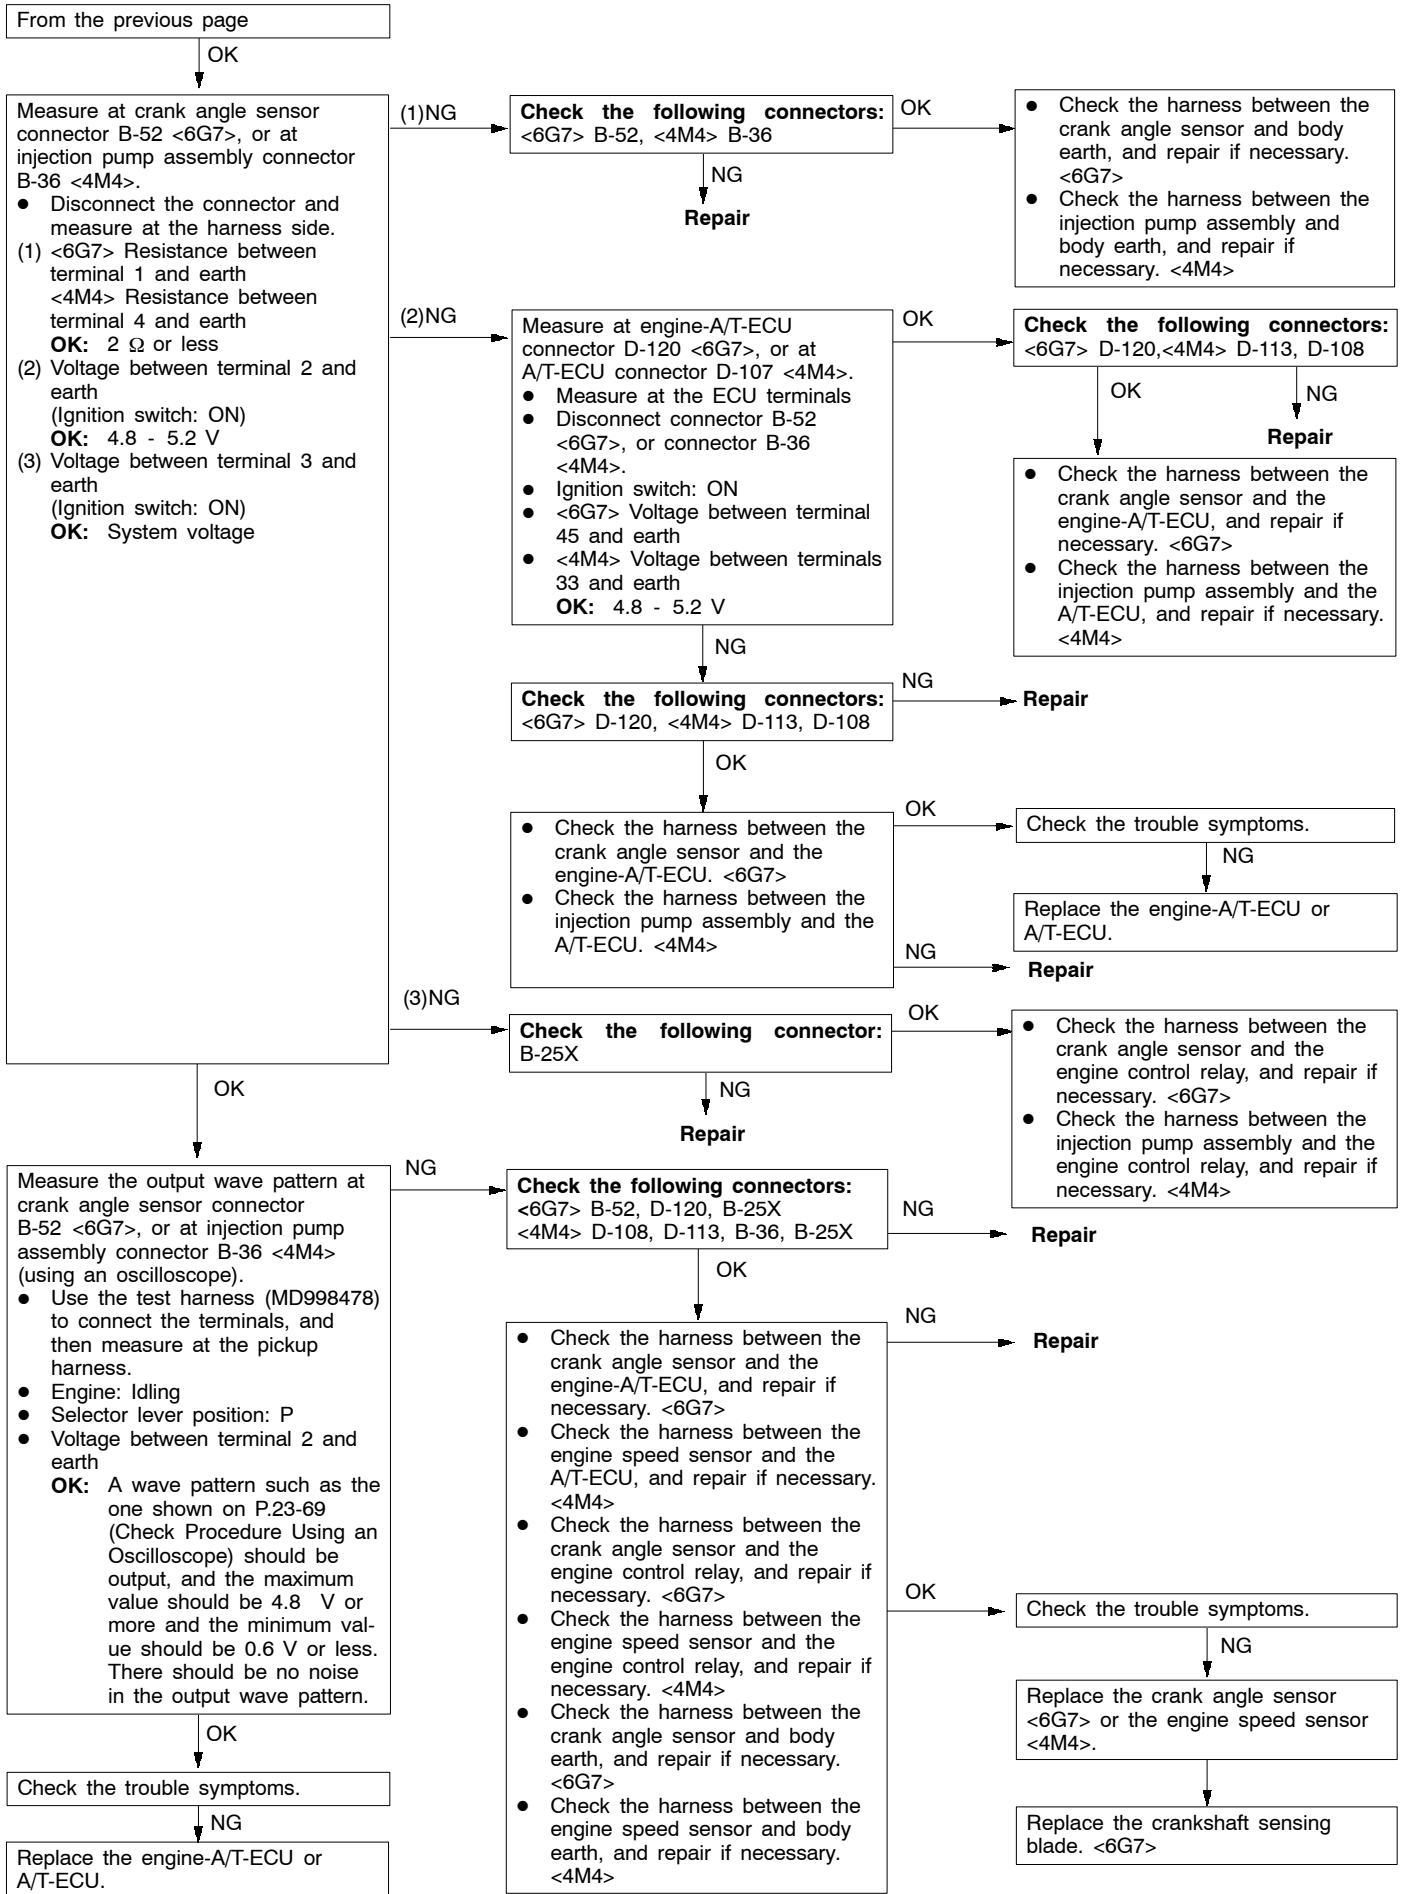 From the previous page
OK
Measure at crank angle sensor
connector B-52 <6G7>, or at
injection pump assembly connector
B-36 <4M4>.
● Disconnect the connector and
measure at the harness side.
(1) <6G7> Resistance between
terminal 1 and earth
<4M4> Resistance between
terminal 4 and earth
OK: 2 Ω or less
(2) Voltage between terminal 2 and
earth
(Ignition switch: ON)
OK: 4.8 - 5.2 V
(3) Voltage between terminal 3 and
earth
(Ignition switch: ON)
OK: System voltage
(1)NG
Check the following connectors:
<6G7> B-52, <4M4> B-36
NG
Repair
OK
● Check the harness between the
crank angle sensor and body
earth, and repair if necessary.
<6G7>
● Check the harness between the
injection pump assembly and
body earth, and repair if
necessary. <4M4>
(2)NG
Measure at engine-A/T-ECU
connector D-120 <6G7>, or at
A/T-ECU connector D-107 <4M4>.
● Measure at the ECU terminals
● Disconnect connector B-52
<6G7>, or connector B-36
<4M4>.
● Ignition switch: ON
● <6G7> Voltage between terminal
45 and earth
● <4M4> Voltage between terminals
33 and earth
OK: 4.8 - 5.2 V
OK
Check the following connectors:
<6G7> D-120,<4M4> D-113, D-108
OK
NG
Repair
● Check the harness between the
crank angle sensor and the
engine-A/T-ECU, and repair if
necessary. <6G7>
● Check the harness between the
injection pump assembly and the
A/T-ECU, and repair if necessary.
<4M4>
NG
Check the following connectors:
<6G7> D-120, <4M4> D-113, D-108
NG
Repair
OK
● Check the harness between the
crank angle sensor and the
engine-A/T-ECU. <6G7>
● Check the harness between the
injection pump assembly and the
A/T-ECU. <4M4>
OK
Check the trouble symptoms.
NG
Replace the engine-A/T-ECU or
A/T-ECU.
NG
Repair
(3)NG
Check the following connector:
B-25X
NG
Repair
OK
● Check the harness between the
crank angle sensor and the
engine control relay, and repair if
necessary. <6G7>
● Check the harness between the
injection pump assembly and the
engine control relay, and repair if
necessary. <4M4>
OK
Measure the output wave pattern at
crank angle sensor connector
B-52 <6G7>, or at injection pump
assembly connector B-36 <4M4>
(using an oscilloscope).
● Use the test harness (MD998478)
to connect the terminals, and
then measure at the pickup
harness.
● Engine: Idling
● Selector lever position: P
● Voltage between terminal 2 and
earth
OK: A wave pattern such as the
one shown on P.23-69
(Check Procedure Using an
Oscilloscope) should be
output, and the maximum
value should be 4.8 V or
more and the minimum val-
ue should be 0.6 V or less.
There should be no noise
in the output wave pattern.
NG
Check the following connectors:
<6G7> B-52, D-120, B-25X
<4M4> D-108, D-113, B-36, B-25X
NG
Repair
OK
● Check the harness between the
crank angle sensor and the
engine-A/T-ECU, and repair if
necessary. <6G7>
● Check the harness between the
engine speed sensor and the
A/T-ECU, and repair if necessary.
<4M4>
● Check the harness between the
crank angle sensor and the
engine control relay, and repair if
necessary. <6G7>
● Check the harness between the
engine speed sensor and the
engine control relay, and repair if
necessary. <4M4>
● Check the harness between the
crank angle sensor and body
earth, and repair if necessary.
<6G7>
● Check the harness between the
engine speed sensor and body
earth, and repair if necessary.
<4M4>
NG
Repair
OK
Check the trouble symptoms.
NG
Replace the crank angle sensor
<6G7> or the engine speed sensor
<4M4>.
Replace the crankshaft sensing
blade. <6G7>
OK
Check the trouble symptoms.
NG
Replace the engine-A/T-ECU or
A/T-ECU.